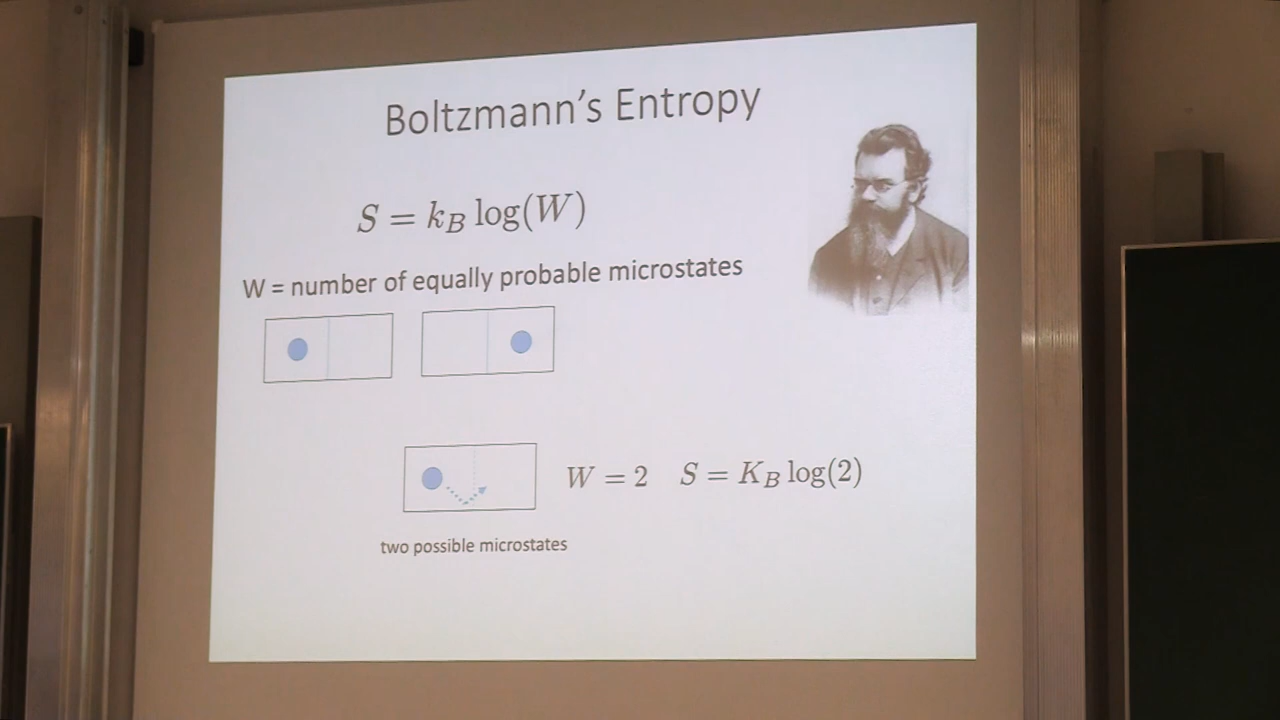 Boltzmann's Entropy
S = k_B log(W)
W = number of equally probable microstates
W = 2 S = K_B log(2)
two possible microstates